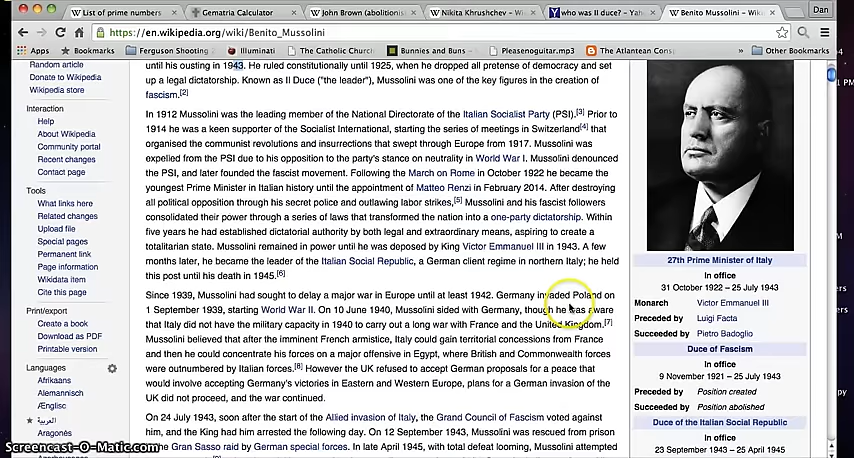 List of prime numbers
Gematria Calculator
John Brown (abolitionis
Nikita Khrushchev - Wiki
who was Il duce? - Yah
Benito Mussolini - Wikip
Dan
https://en.wikipedia.org/wiki/Benito_Mussolini
Apps
Bookmarks
Ferguson Shooting
Illuminati
The Catholic Church
Bunnies and Buns
Pleasenoguitar.mp3
The Atlantean Cons
Other Bookmarks
Random article
Donate to Wikipedia
Wikipedia store
Interaction
Help
About Wikipedia
Community portal
Recent changes
Contact page
Tools
What links here
Related changes
Upload file
Special pages
Permanent link
Page information
Wikidata item
Cite this page
Print/export
Create a book
Download as PDF
Printable version
Languages
Afrikaans
Alemannisch
Ænglisc
العربية
Aragonés
until his ousting in 1943. He ruled constitutionally until 1925, when he dropped all pretense of democracy and set
up a legal dictatorship. Known as Il Duce ("the leader"), Mussolini was one of the key figures in the creation of
fascism.[2]
In 1912 Mussolini was the leading member of the National Directorate of the Italian Socialist Party (PSI).[3] Prior to
1914 he was a keen supporter of the Socialist International, starting the series of meetings in Switzerland[4] that
organised the communist revolutions and insurrections that swept through Europe from 1917. Mussolini was
expelled from the PSI due to his opposition to the party's stance on neutrality in World War I. Mussolini denounced
the PSI, and later founded the fascist movement. Following the March on Rome in October 1922 he became the
youngest Prime Minister in Italian history until the appointment of Matteo Renzi in February 2014. After destroying
all political opposition through his secret police and outlawing labor strikes,[5] Mussolini and his fascist followers
consolidated their power through a series of laws that transformed the nation into a one-party dictatorship. Within
five years he had established dictatorial authority by both legal and extraordinary means, aspiring to create a
totalitarian state. Mussolini remained in power until he was deposed by King Victor Emmanuel III in 1943. A few
months later, he became the leader of the Italian Social Republic, a German client regime in northern Italy; he held
this post until his death in 1945.[6]
Since 1939, Mussolini had sought to delay a major war in Europe until at least 1942. Germany invaded Poland on
1 September 1939, starting World War II. On 10 June 1940, Mussolini sided with Germany, though he was aware
that Italy did not have the military capacity in 1940 to carry out a long war with France and the United Kingdom.[7]
Mussolini believed that after the imminent French armistice, Italy could gain territorial concessions from France
and then he could concentrate his forces on a major offensive in Egypt, where British and Commonwealth forces
were outnumbered by Italian forces.[8] However the UK refused to accept German proposals for a peace that
would involve accepting Germany's victories in Eastern and Western Europe, plans for a German invasion of the
UK did not proceed, and the war continued.
On 24 July 1943, soon after the start of the Allied invasion of Italy, the Grand Council of Fascism voted against
him, and the King had him arrested the following day. On 12 September 1943, Mussolini was rescued from prison
the Gran Sasso raid by German special forces. In late April 1945, with total defeat looming, Mussolini attempted
27th Prime Minister of Italy
In office
31 October 1922 – 25 July 1943
Monarch Victor Emmanuel III
Preceded by Luigi Facta
Succeeded by Pietro Badoglio
Duce of Fascism
In office
9 November 1921 – 25 July 1943
Preceded by Position created
Succeeded by Position abolished
Duce of the Italian Social Republic
In office
23 September 1943 – 25 April 1945
Screencast-O-Matic.com